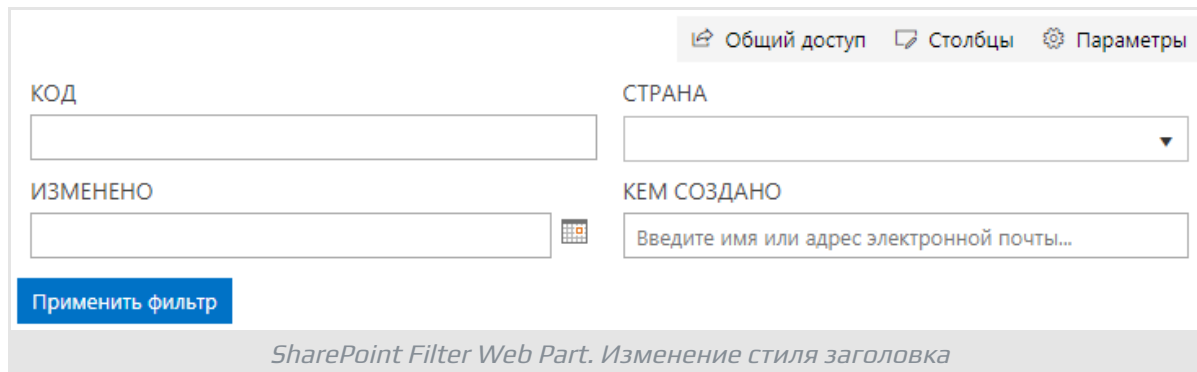 Общий доступ Столбцы Параметры
КОД СТРАНА
ИЗМЕНЕНО КЕМ СОЗДАНО
Введите имя или адрес электронной почты...
Применить фильтр
SharePoint Filter Web Part. Изменение стиля заголовка